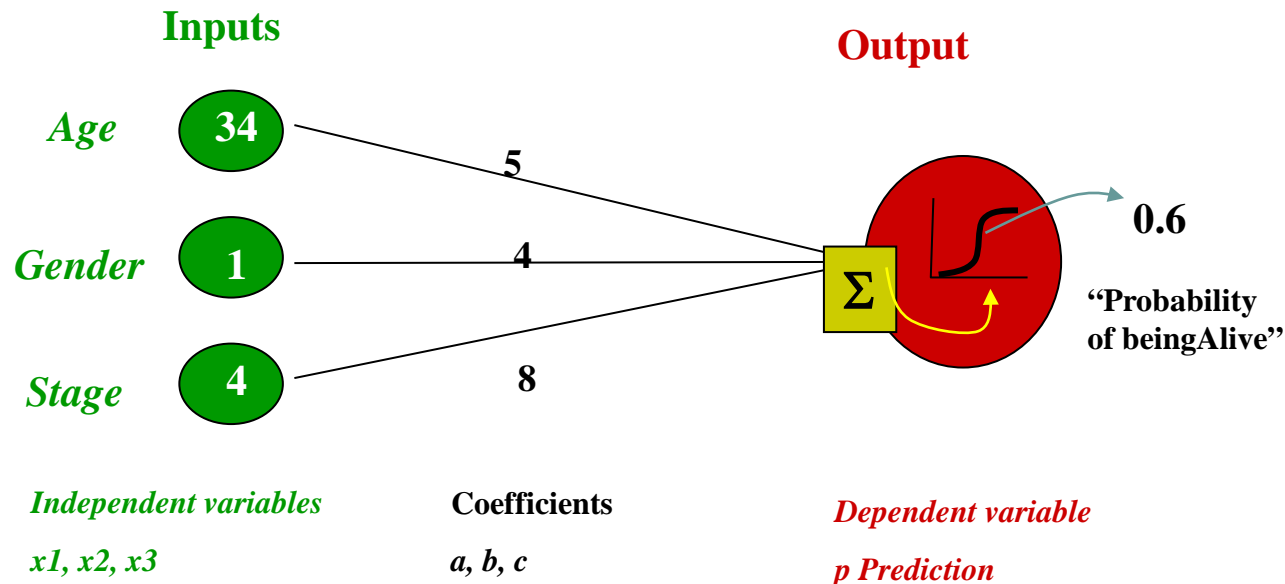 Inputs
Output
Age
34
5
Gender
1
4
Σ
0.6
“Probability
of beingAlive”
Stage
4
8
Independent variables
x1, x2, x3
Coefficients
a, b, c
Dependent variable
p Prediction